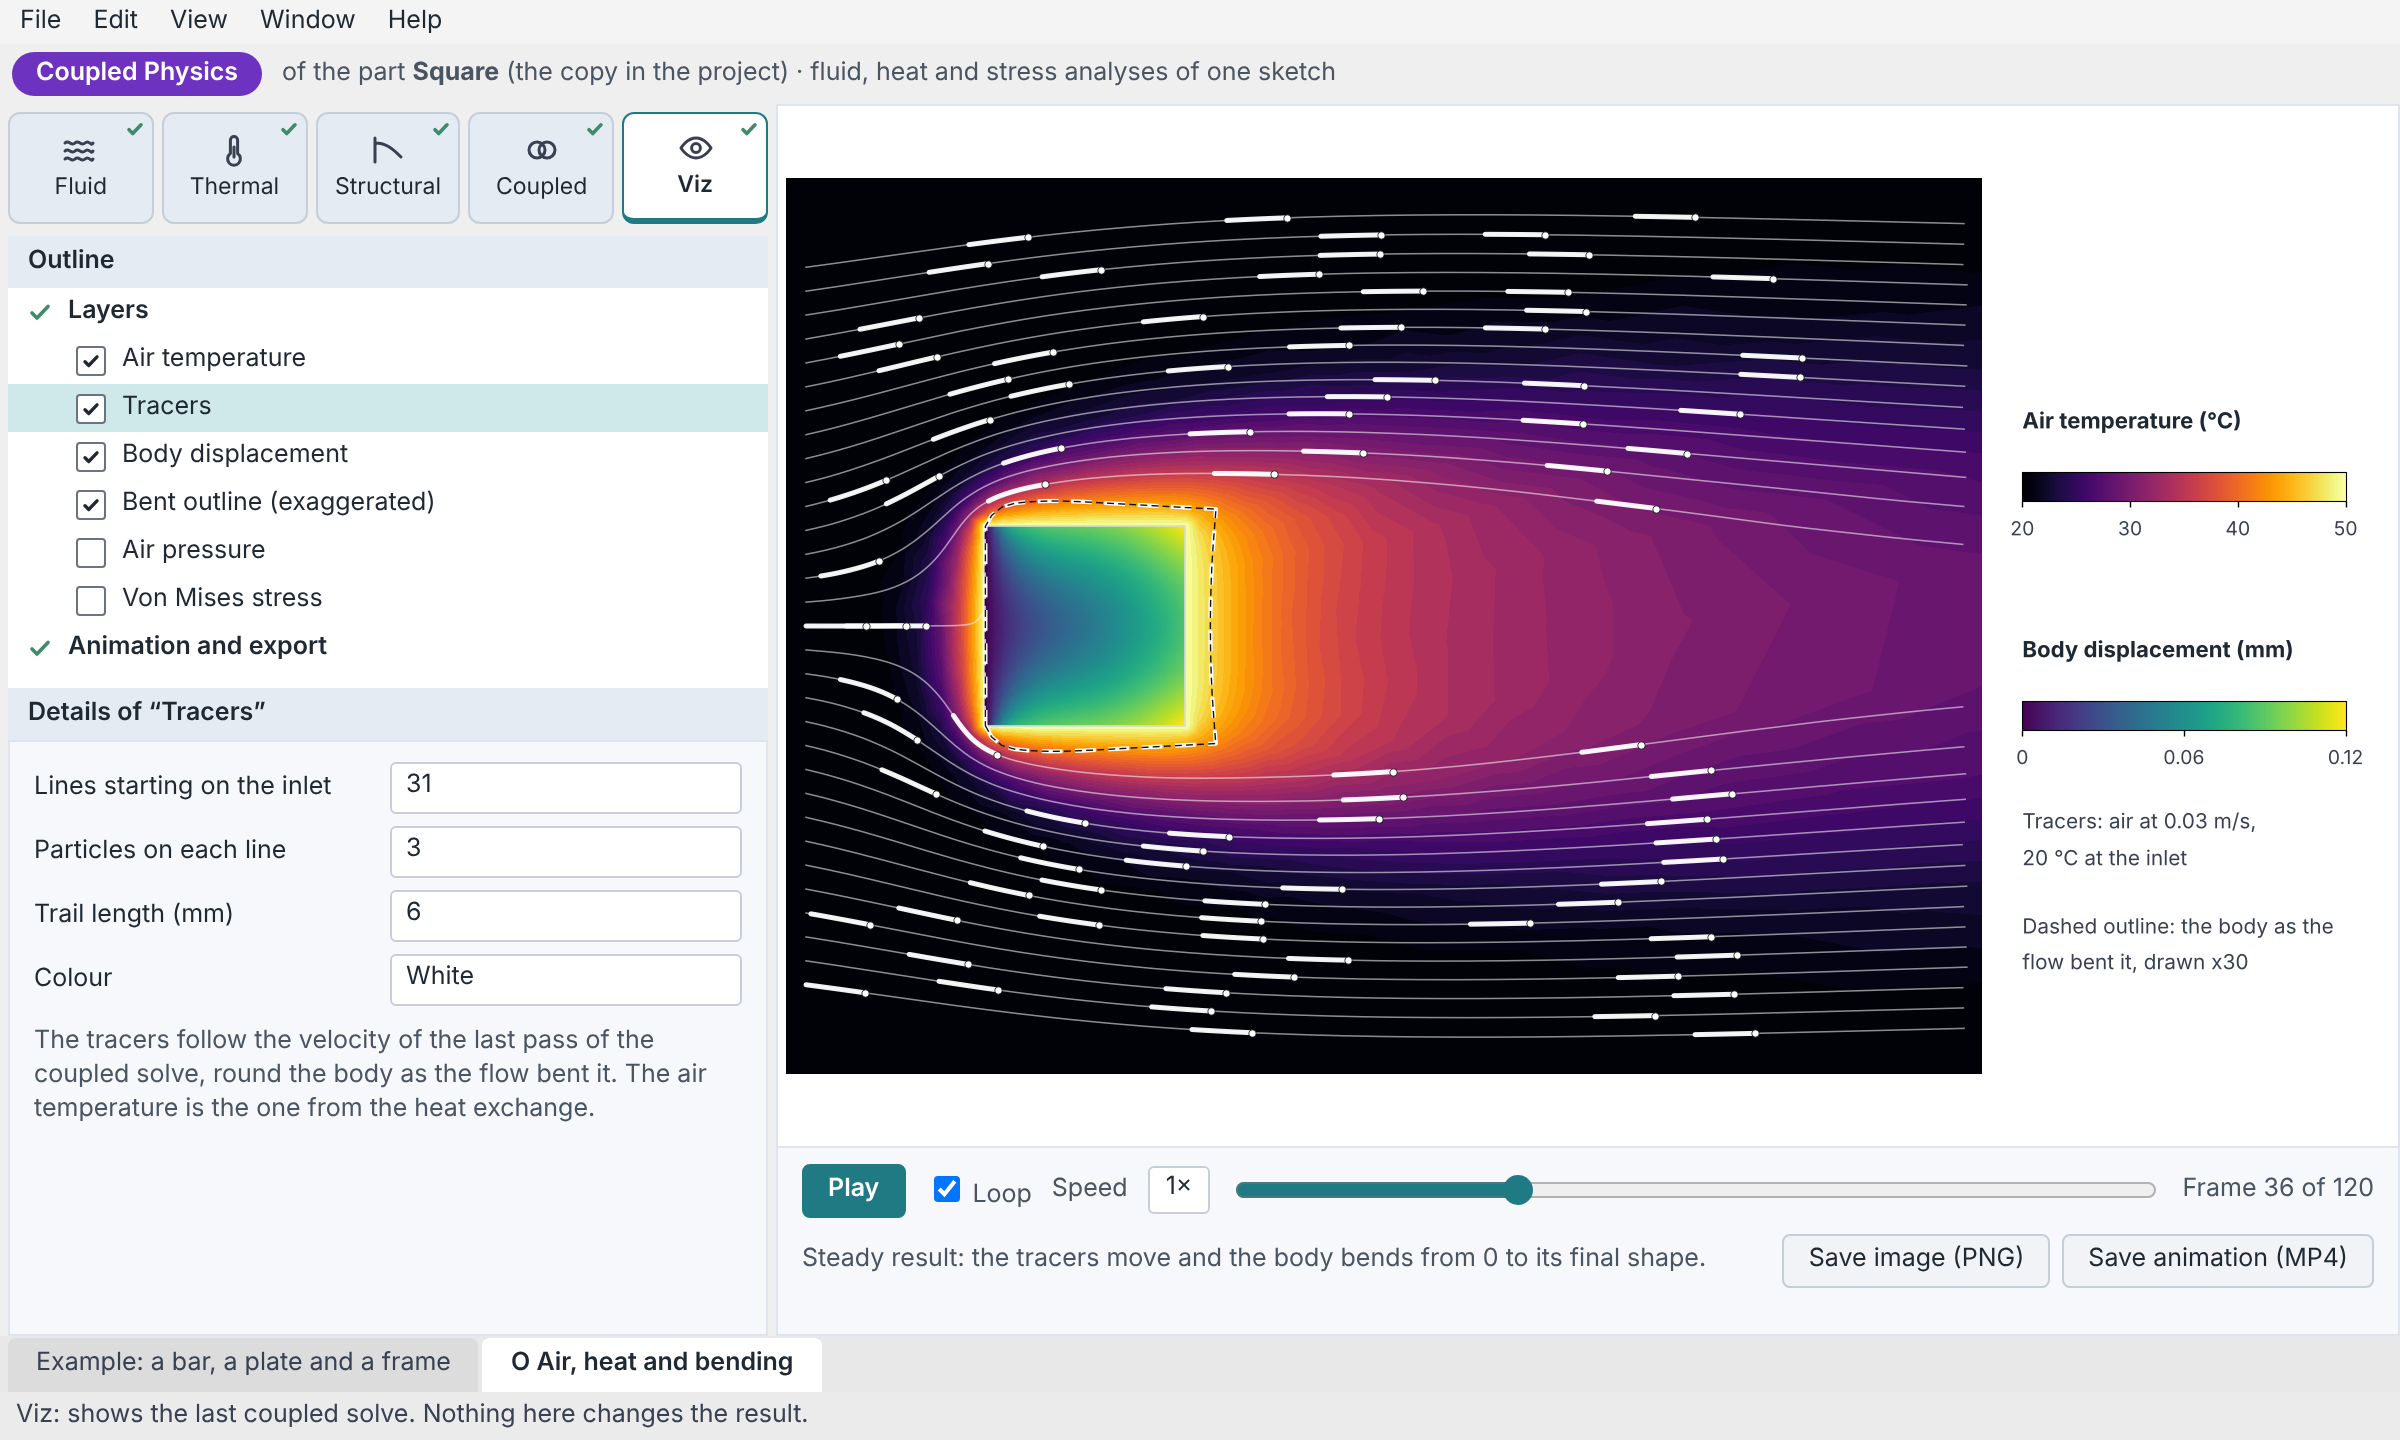 File Edit View Window Help
Coupled Physics of the part Square (the copy in the project) · fluid, heat and stress analyses of one sketch
Fluid Thermal Structural Coupled Viz
Outline
Layers
Air temperature
Tracers
Body displacement
Bent outline (exaggerated)
Air pressure
Von Mises stress
Animation and export
Details of “Tracers”
Lines starting on the inlet 31
Particles on each line 3
Trail length (mm) 6
Colour White
The tracers follow the velocity of the last pass of the
coupled solve, round the body as the flow bent it. The air
temperature is the one from the heat exchange.
Air temperature (°C)
20 30 40 50
Body displacement (mm)
0 0.06 0.12
Tracers: air at 0.03 m/s,
20 °C at the inlet
Dashed outline: the body as the
flow bent it, drawn x30
Play Loop Speed 1× Frame 36 of 120
Steady result: the tracers move and the body bends from 0 to its final shape. Save image (PNG) Save animation (MP4)
Example: a bar, a plate and a frame O Air, heat and bending
Viz: shows the last coupled solve. Nothing here changes the result.